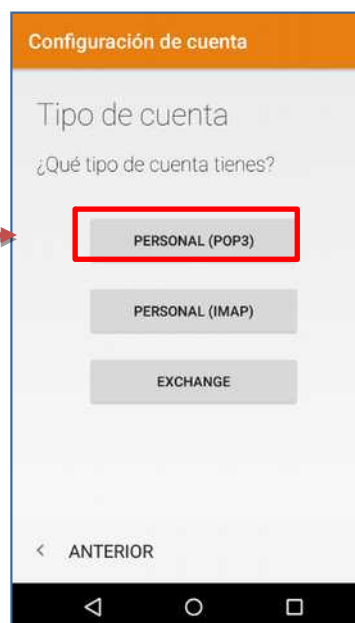 Configuración de cuenta
Tipo de cuenta
¿Qué tipo de cuenta tienes?
PERSONAL (POP3)
PERSONAL (IMAP)
EXCHANGE
< ANTERIOR